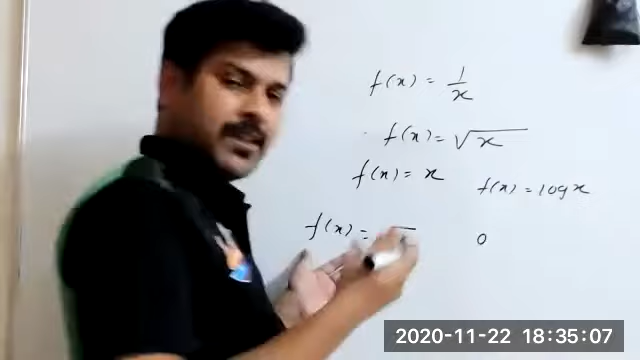 f(x) = 1/x
f(x) = √x
f(x) = x
f(x) = log x
f(x) =
0
2020-11-22 18:35:07